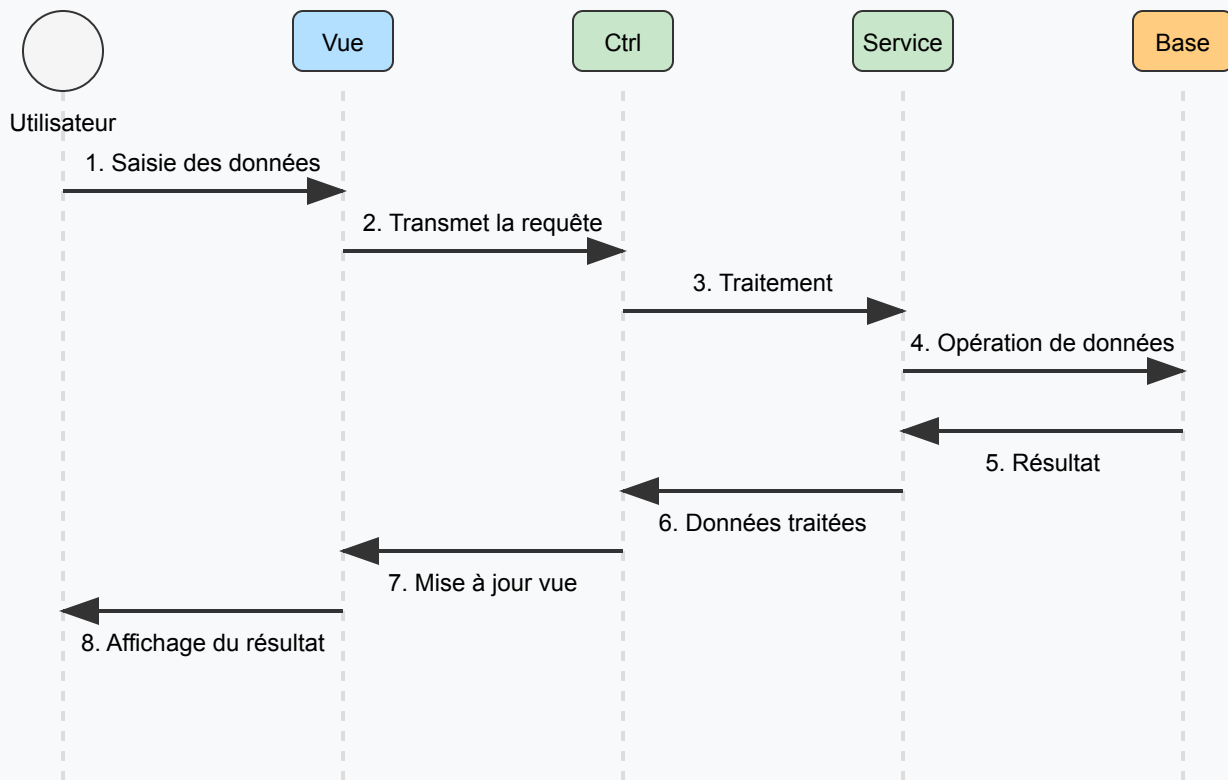 Vue
Ctrl
Service
Base
Utilisateur
1. Saisie des données
2. Transmet la requête
3. Traitement
4. Opération de données
5. Résultat
6. Données traitées
7. Mise à jour vue
8. Affichage du résultat